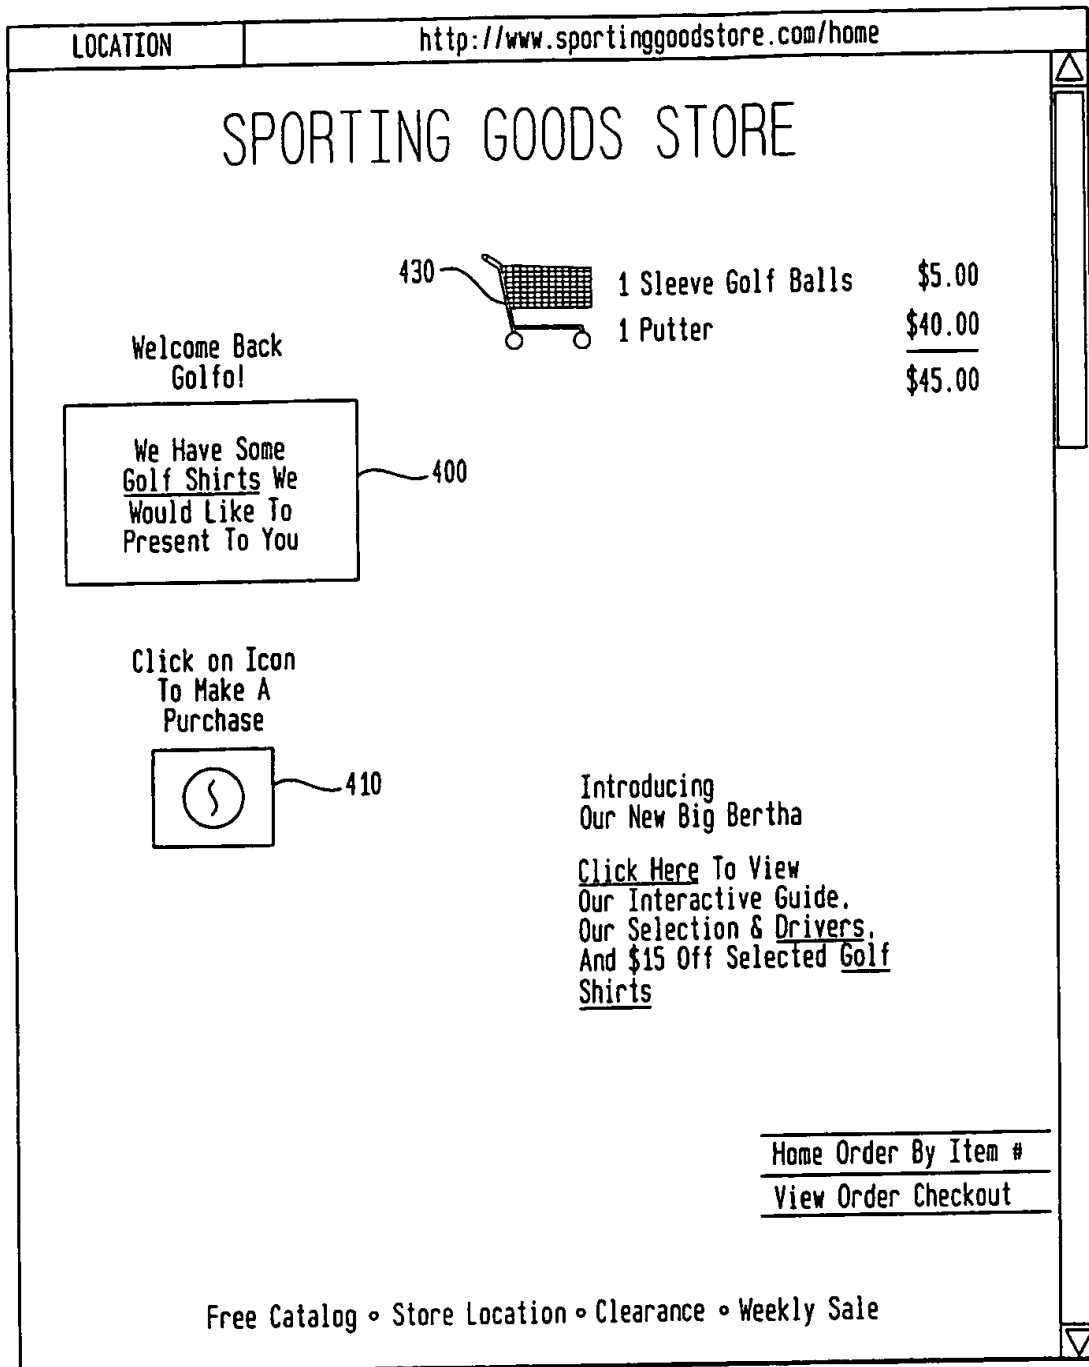 LOCATION http://www.sportinggoodstore.com/home
SPORTING GOODS STORE
430
1 Sleeve Golf Balls $5.00
1 Putter $40.00
$45.00
Welcome Back
Golfo!
We Have Some
Golf Shirts We
Would Like To
Present To You
400
Click on Icon
To Make A
Purchase
410
Introducing
Our New Big Bertha
Click Here To View
Our Interactive Guide,
Our Selection & Drivers,
And $15 Off Selected Golf
Shirts
Home Order By Item #
View Order Checkout
Free Catalog ∘ Store Location ∘ Clearance ∘ Weekly Sale